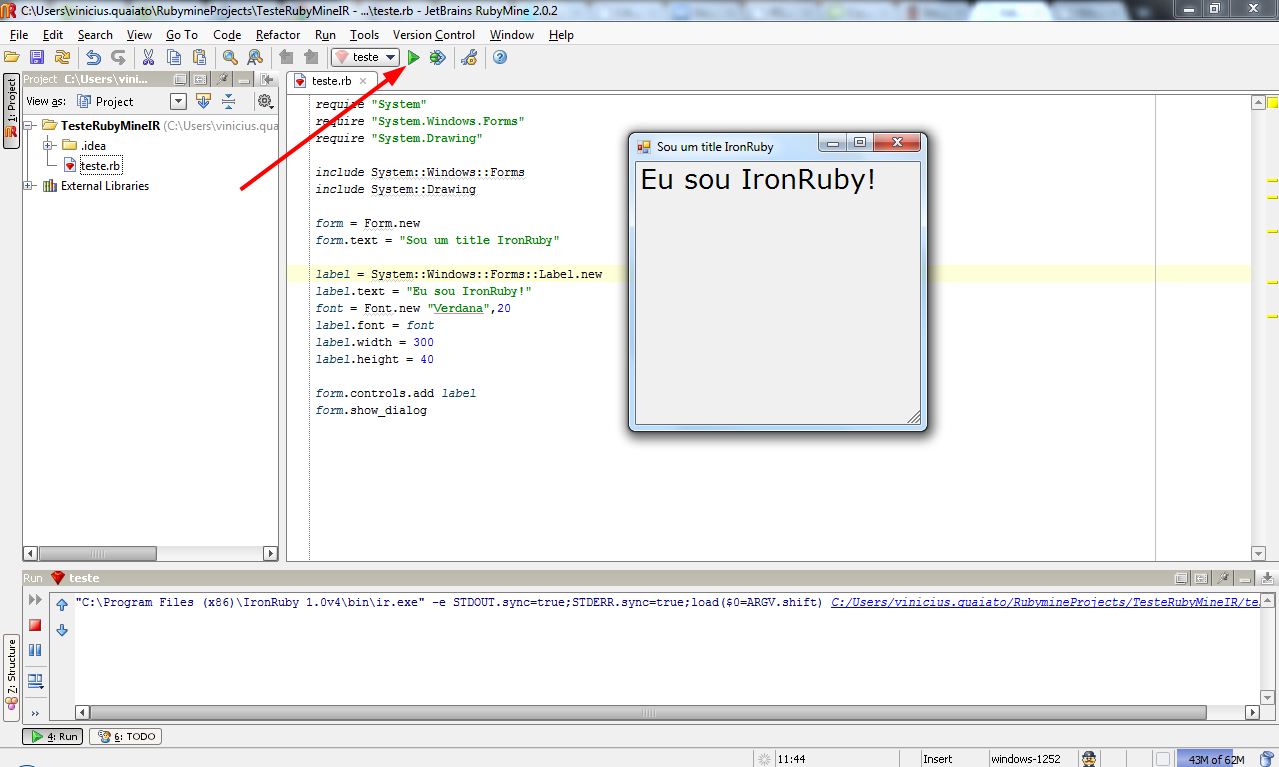 C:\Users\vinicius.quaiato\RubymineProjects\TesteRubyMineIR - ...\teste.rb - JetBrains RubyMine 2.0.2
File Edit Search View Go To Code Refactor Run Tools Version Control Window Help
teste
Project C:\Users\vini...
teste.rb
1: Project
View as: Project
TesteRubyMineIR (C:\Users\vinicius.qua
.idea
teste.rb
External Libraries
require "System"
require "System.Windows.Forms"
require "System.Drawing"
include System::Windows::Forms
include System::Drawing
form = Form.new
form.text = "Sou um title IronRuby"
label = System::Windows::Forms::Label.new
label.text = "Eu sou IronRuby!"
font = Font.new "Verdana",20
label.font = font
label.width = 300
label.height = 40
form.controls.add label
form.show_dialog
Sou um title IronRuby
Eu sou IronRuby!
Run teste
"C:\Program Files (x86)\IronRuby 1.0v4\bin\ir.exe" -e STDOUT.sync=true;STDERR.sync=true;load($0=ARGV.shift) C:/Users/vinicius.quaiato/RubymineProjects/TesteRubyMineIR/te
Z: Structure
4: Run 6: TODO
11:44 Insert windows-1252 43M of 62M